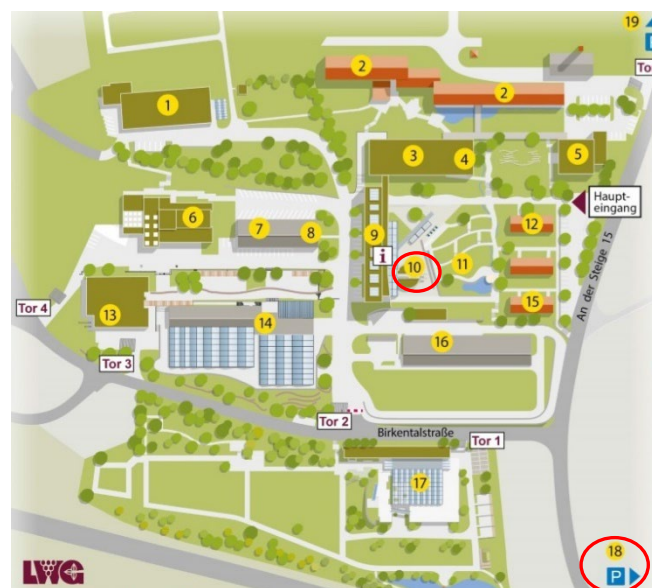 19
P
To
1
2
2
3
4
5
Haupt-
eingang
6
7
8
9
i
10
11
12
An der Steige 15
13
14
15
16
Tor 4
Tor 3
Tor 2
Birkentalstraße
Tor 1
17
18
P
LWG